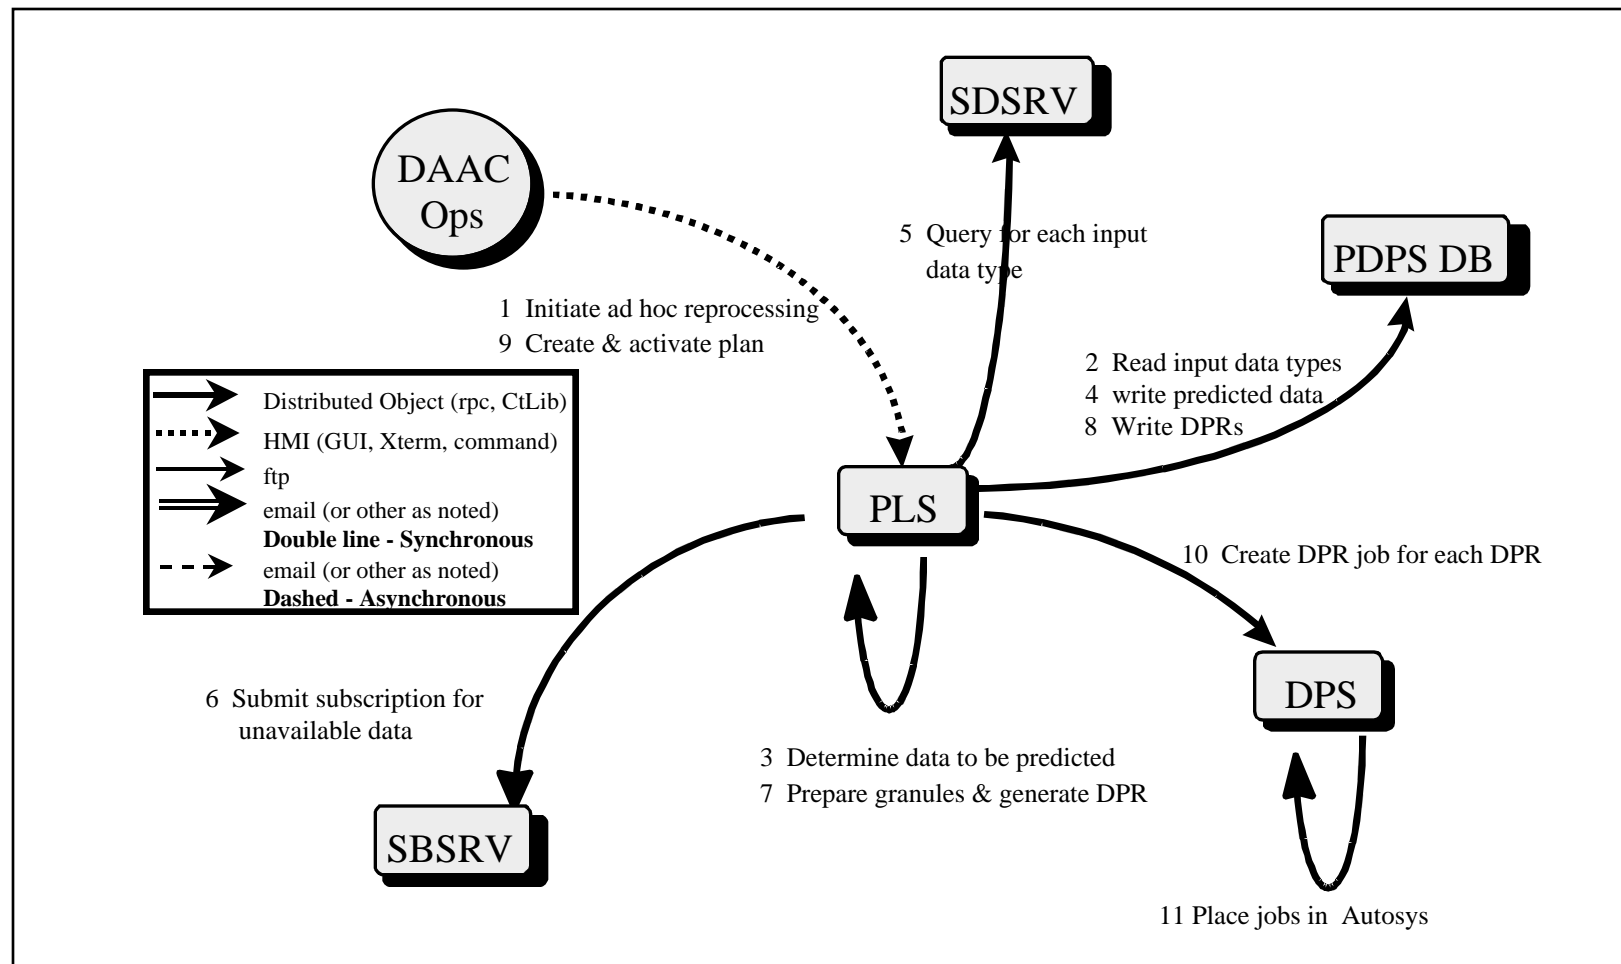 SDSRV
DAAC
Ops
5 Query for each input
data type
PDPS DB
1 Initiate ad hoc reprocessing
9 Create & activate plan
2 Read input data types
4 write predicted data
8 Write DPRs
Distributed Object (rpc, CtLib)
HMI (GUI, Xterm, command)
ftp
email (or other as noted)
Double line - Synchronous
email (or other as noted)
Dashed - Asynchronous
PLS
10 Create DPR job for each DPR
6 Submit subscription for
unavailable data
DPS
3 Determine data to be predicted
7 Prepare granules & generate DPR
SBSRV
11 Place jobs in Autosys